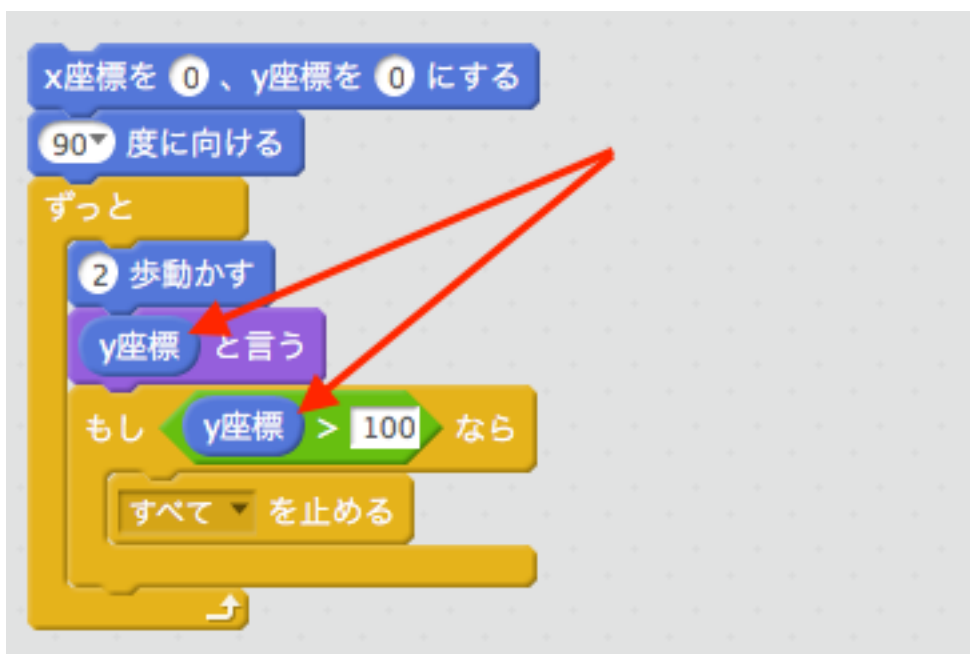 x座標を 0 、y座標を 0 にする
90 度に向ける
ずっと
2 歩動かす
y座標 と言う
もし y座標 > 100 なら
すべて を止める